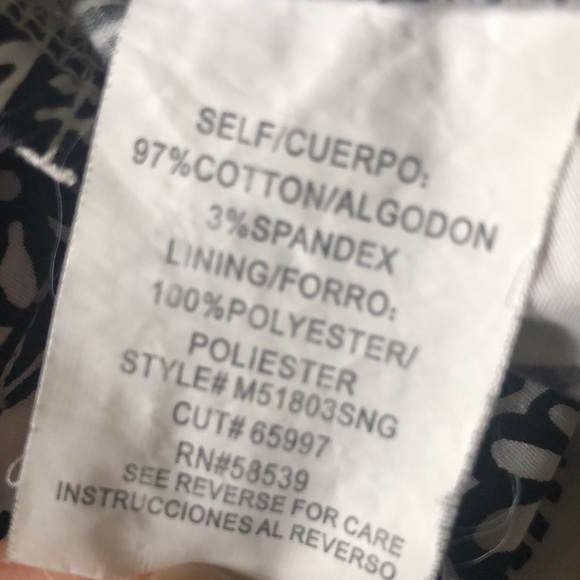 SELF/CUERPO:
97%COTTON/ALGODON
3%SPANDEX
LINING/FORRO:
100%POLYESTER/
POLIESTER
STYLE# M51803SNG
CUT# 65997
RN#58539
SEE REVERSE FOR CARE
INSTRUCCIONES AL REVERSO